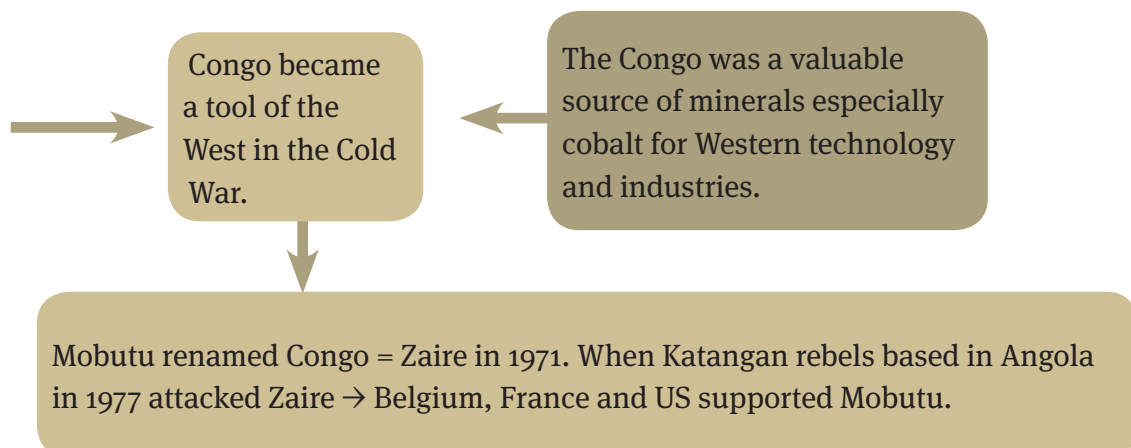 Congo became
a tool of the
West in the Cold
War.
The Congo was a valuable
source of minerals especially
cobalt for Western technology
and industries.
Mobutu renamed Congo = Zaire in 1971. When Katangan rebels based in Angola
in 1977 attacked Zaire → Belgium, France and US supported Mobutu.